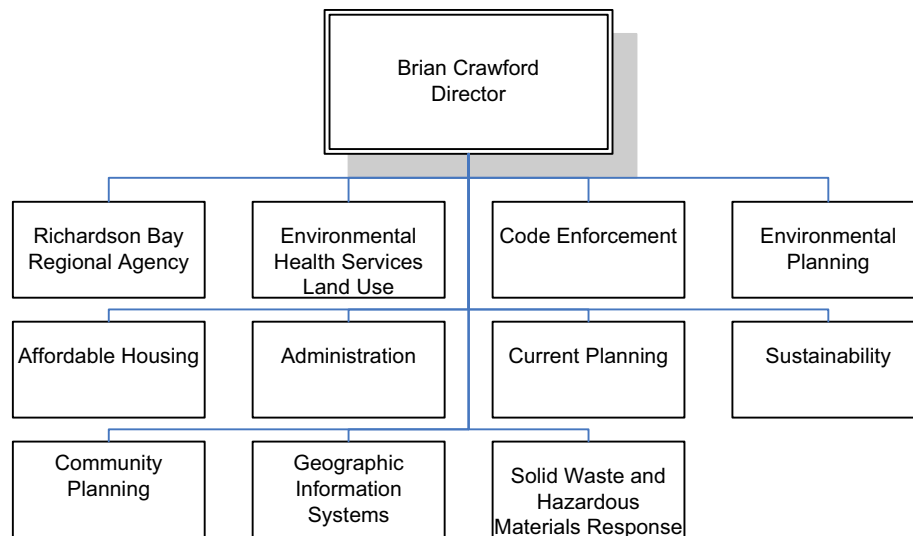 Brian Crawford
Director
Richardson Bay
Regional Agency
Environmental
Health Services
Land Use
Code Enforcement
Environmental
Planning
Affordable Housing
Administration
Current Planning
Sustainability
Community
Planning
Geographic
Information
Systems
Solid Waste and
Hazardous
Materials Response